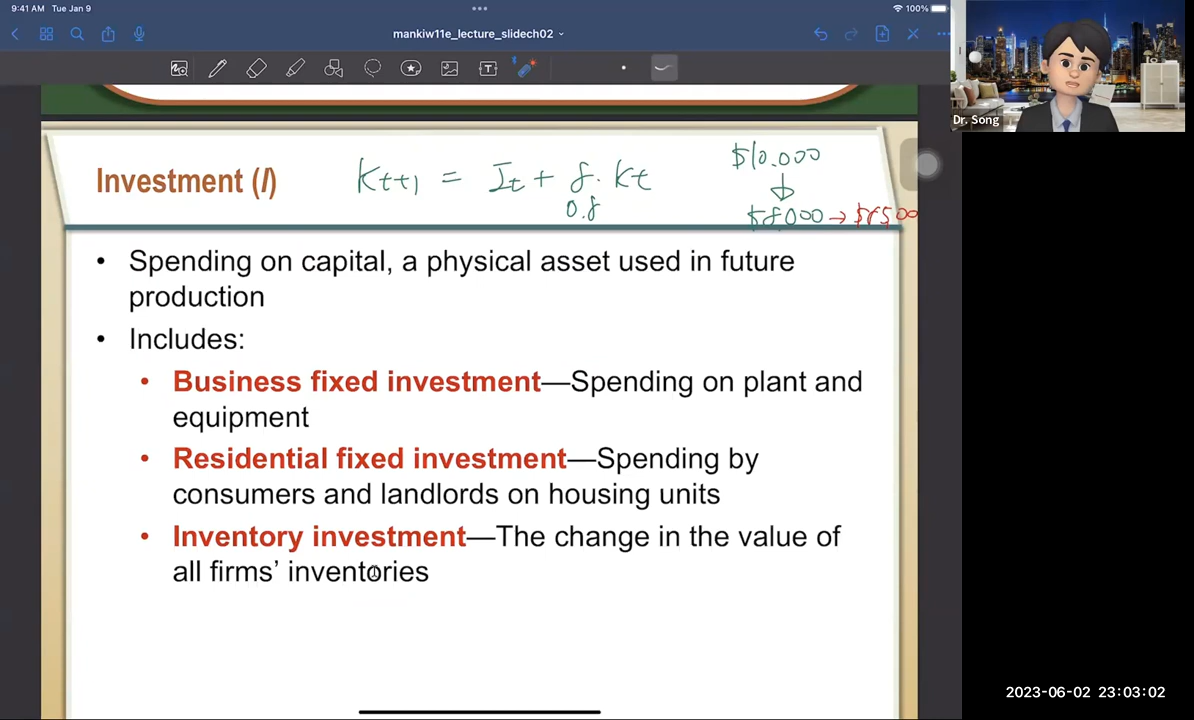 9:41 AM Tue Jan 9
100%
mankiw11e_lecture_slidech02
Dr. Song
Investment (I)
Kt+1 = It + δ. Kt
0.8
$10.000
$8000 → $8500
• Spending on capital, a physical asset used in future
production
• Includes:
• Business fixed investment—Spending on plant and
equipment
• Residential fixed investment—Spending by
consumers and landlords on housing units
• Inventory investment—The change in the value of
all firms’ inventories
2023-06-02 23:03:02